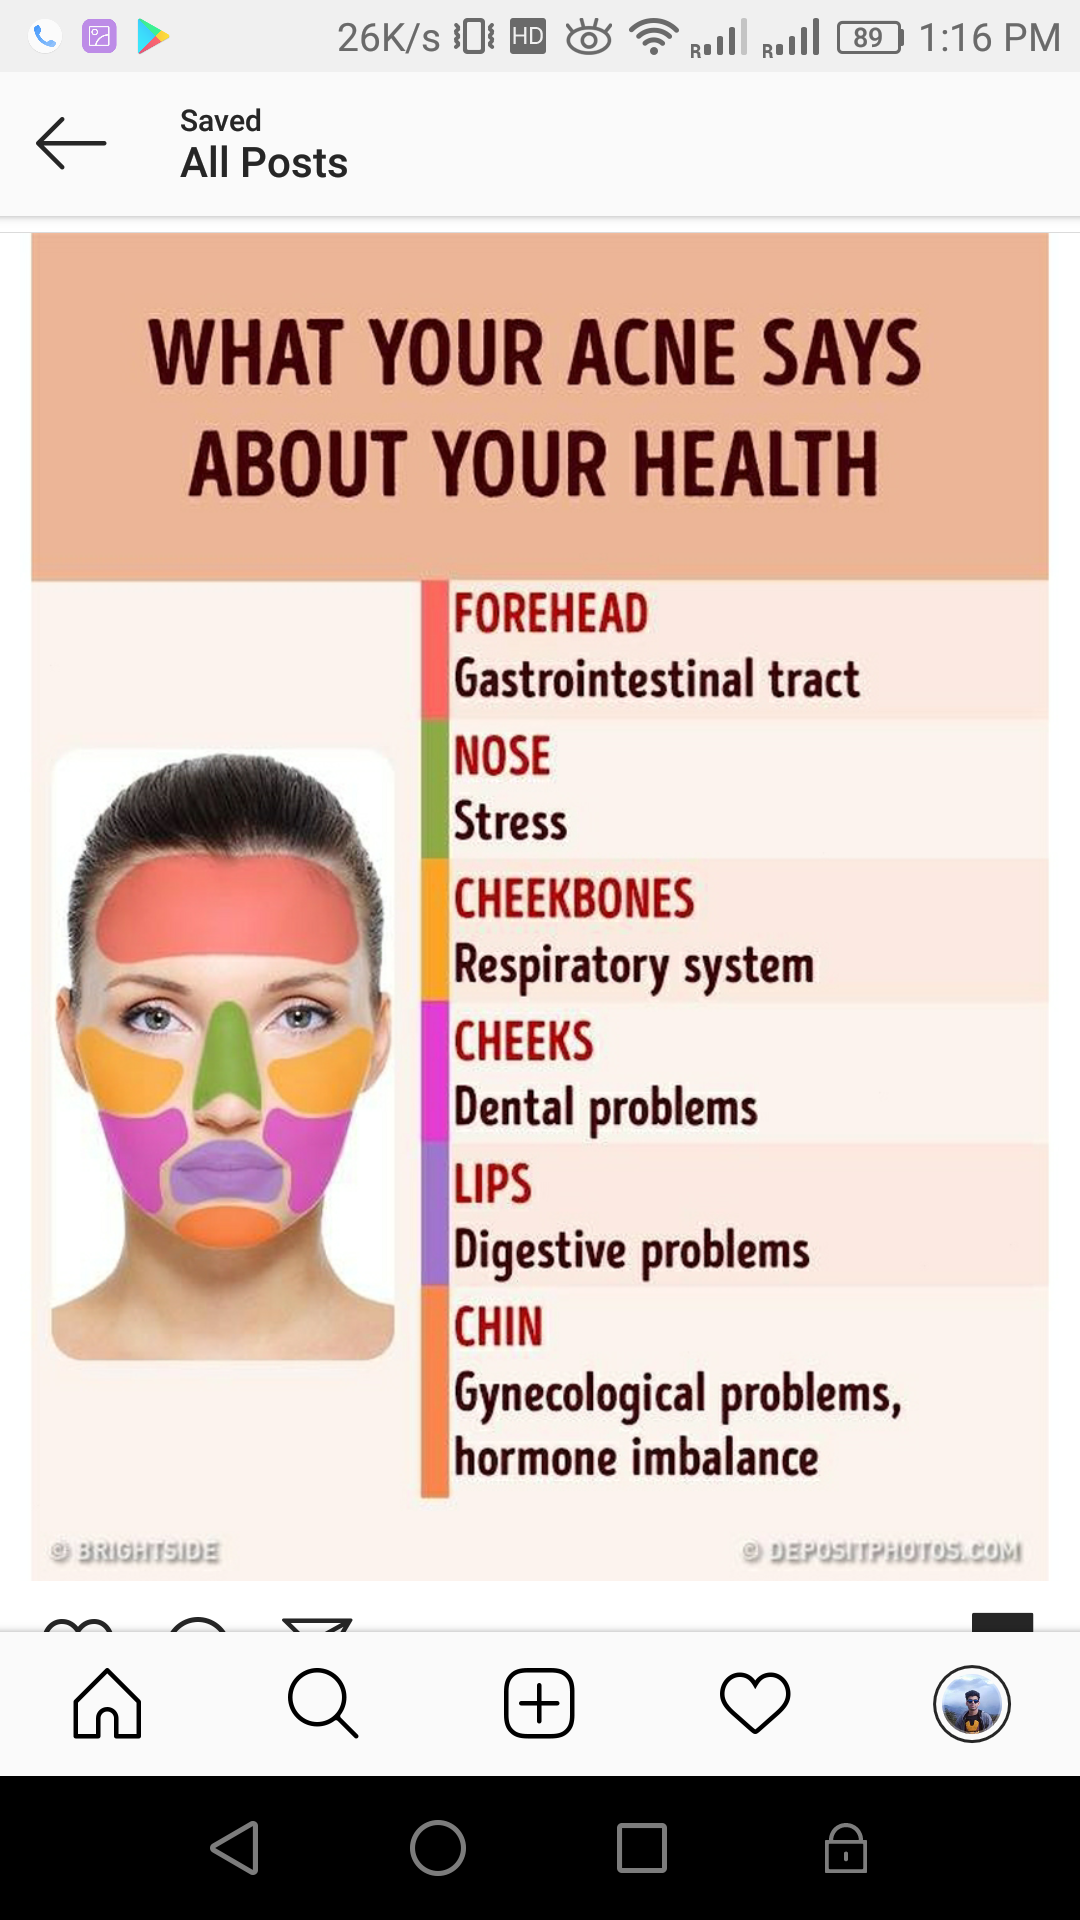 26K/s HD R R 89 1:16 PM
Saved
All Posts
WHAT YOUR ACNE SAYS
ABOUT YOUR HEALTH
FOREHEAD
Gastrointestinal tract
NOSE
Stress
CHEEKBONES
Respiratory system
CHEEKS
Dental problems
LIPS
Digestive problems
CHIN
Gynecological problems,
hormone imbalance
© BRIGHTSIDE
© DEPOSITPHOTOS.COM